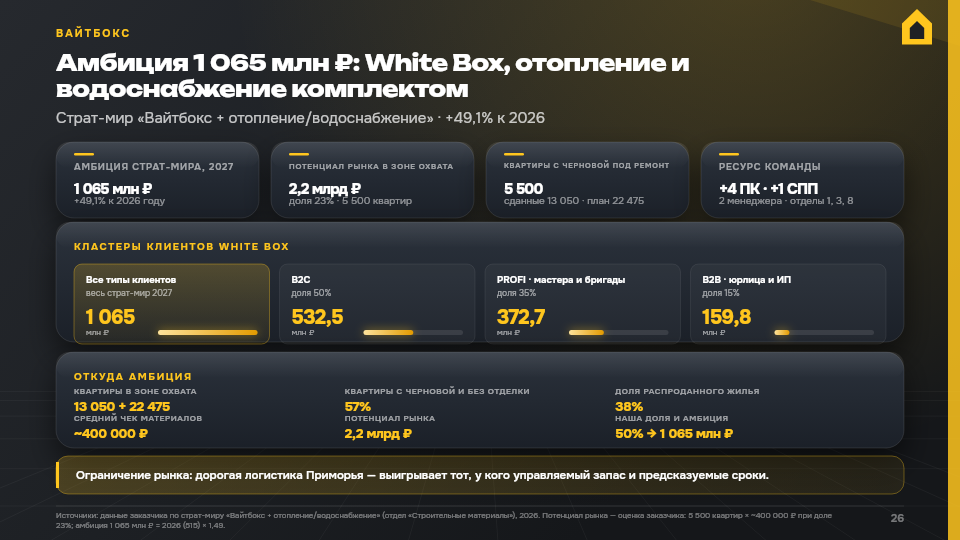 ВАЙТБОКС
Амбиция 1 065 млн ₽: White Box, отопление и
водоснабжение комплектом
Страт-мир «Вайтбокс + отопление/водоснабжение» · +49,1% к 2026
АМБИЦИЯ СТРАТ-МИРА, 2027
1 065 млн ₽
+49,1% к 2026 году
ПОТЕНЦИАЛ РЫНКА В ЗОНЕ ОХВАТА
2,2 млрд ₽
доля 23% · 5 500 квартир
КВАРТИРЫ С ЧЕРНОВОЙ ПОД РЕМОНТ
5 500
сданные 13 050 · план 22 475
РЕСУРС КОМАНДЫ
+4 ПК · +1 СПП
2 менеджера · отделы 1, 3, 8
КЛАСТЕРЫ КЛИЕНТОВ WHITE BOX
Все типы клиентов
весь страт-мир 2027
1 065
млн ₽
B2C
доля 50%
532,5
млн ₽
PROFI · мастера и бригады
доля 35%
372,7
млн ₽
B2B · юрлица и ИП
доля 15%
159,8
млн ₽
ОТКУДА АМБИЦИЯ
КВАРТИРЫ В ЗОНЕ ОХВАТА
13 050 + 22 475
КВАРТИРЫ С ЧЕРНОВОЙ И БЕЗ ОТДЕЛКИ
57%
ДОЛЯ РАСПРОДАННОГО ЖИЛЬЯ
38%
СРЕДНИЙ ЧЕК МАТЕРИАЛОВ
~400 000 ₽
ПОТЕНЦИАЛ РЫНКА
2,2 млрд ₽
НАША ДОЛЯ И АМБИЦИЯ
50% → 1 065 млн ₽
Ограничение рынка: дорогая логистика Приморья — выигрывает тот, у кого управляемый запас и предсказуемые сроки.
Источники: данные заказчика по страт-миру «Вайтбокс + отопление/водоснабжение» (отдел «Строительные материалы»), 2026. Потенциал рынка — оценка заказчика: 5 500 квартир × ~400 000 ₽ при доле
23%; амбиция 1 065 млн ₽ = 2026 (515) × 1,49.
26